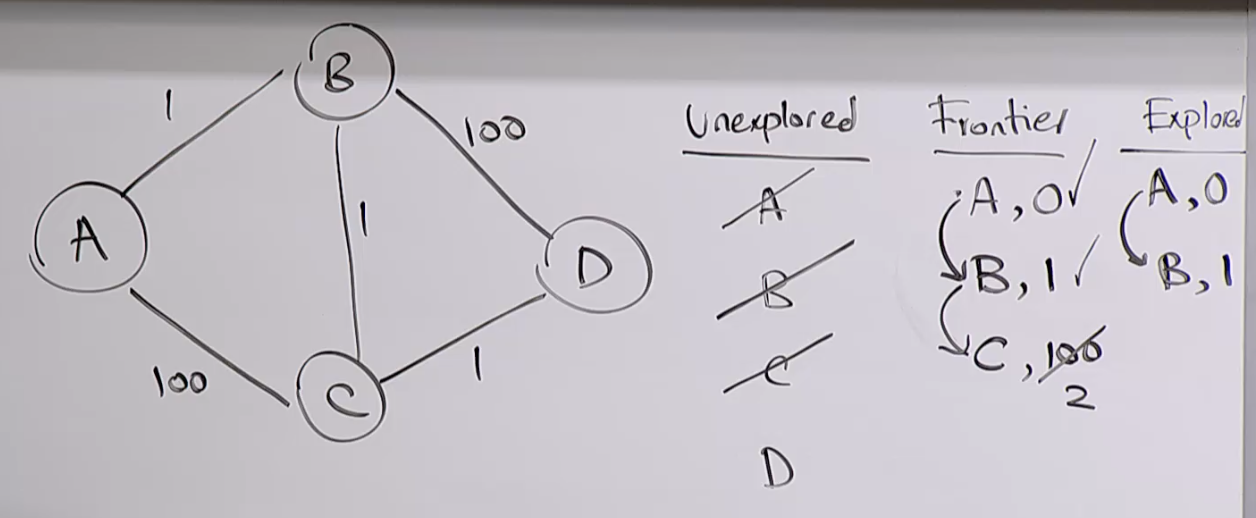 B
1
100
A
1
D
100
1
C
Unexplored Frontier Explored
A A, 0 ✓ A, 0
B B, 1 ✓ B, 1
C C, 100
2
D